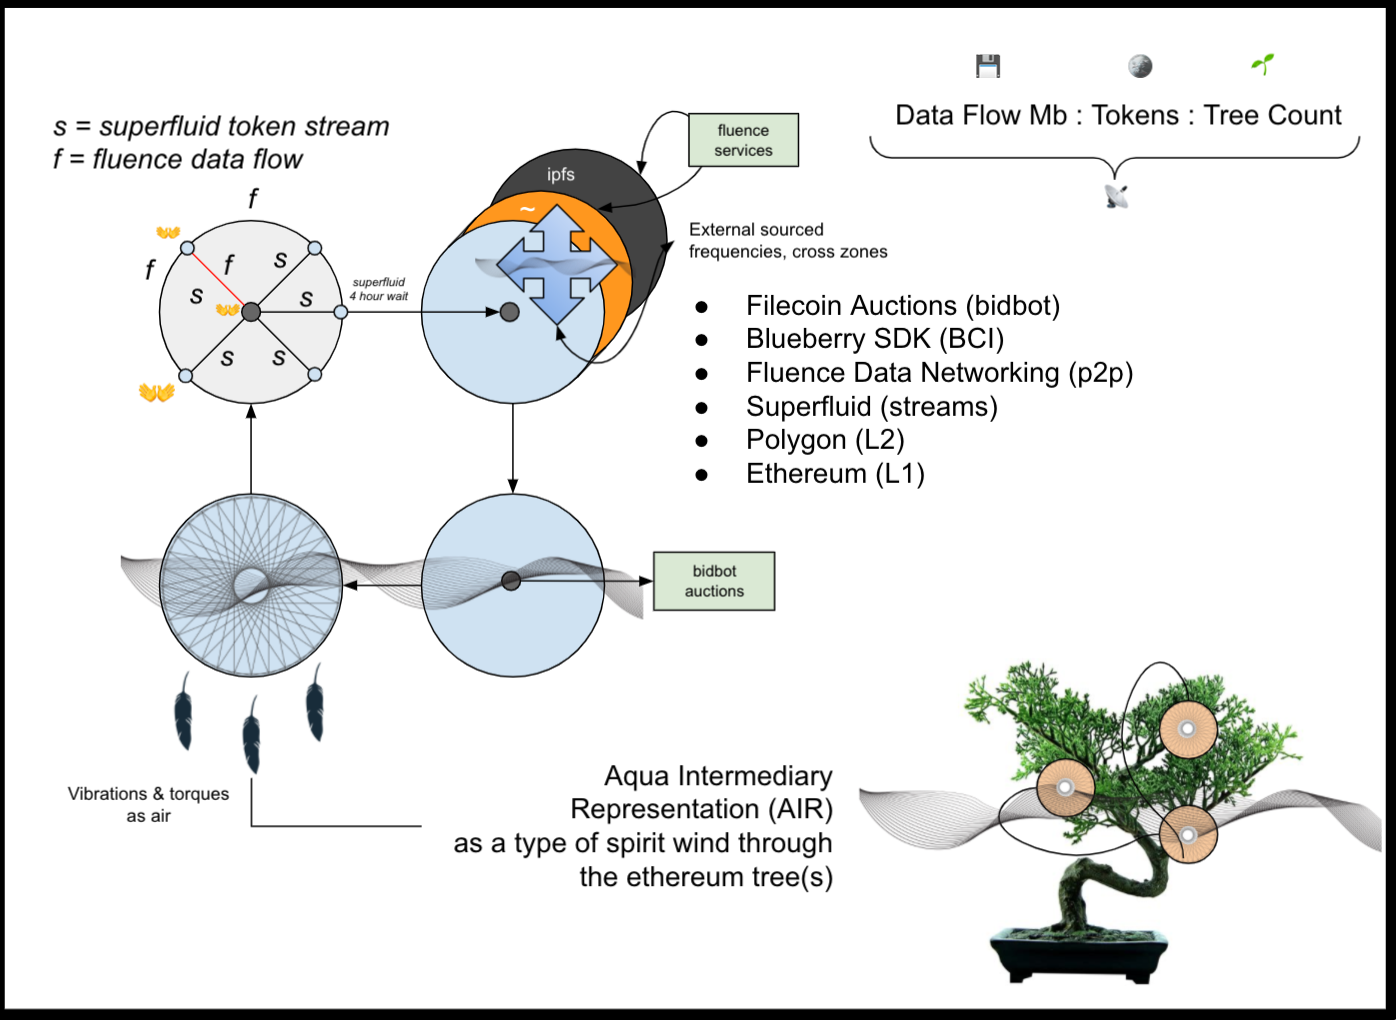 Data Flow Mb : Tokens : Tree Count
s = superfluid token stream
f = fluence data flow
fluence
services
ipfs
~
f
f
f
s
s
s
s
s
superfluid
4 hour wait
External sourced
frequencies, cross zones
● Filecoin Auctions (bidbot)
● Blueberry SDK (BCI)
● Fluence Data Networking (p2p)
● Superfluid (streams)
● Polygon (L2)
● Ethereum (L1)
bidbot
auctions
Vibrations & torques
as air
Aqua Intermediary
Representation (AIR)
as a type of spirit wind through
the ethereum tree(s)